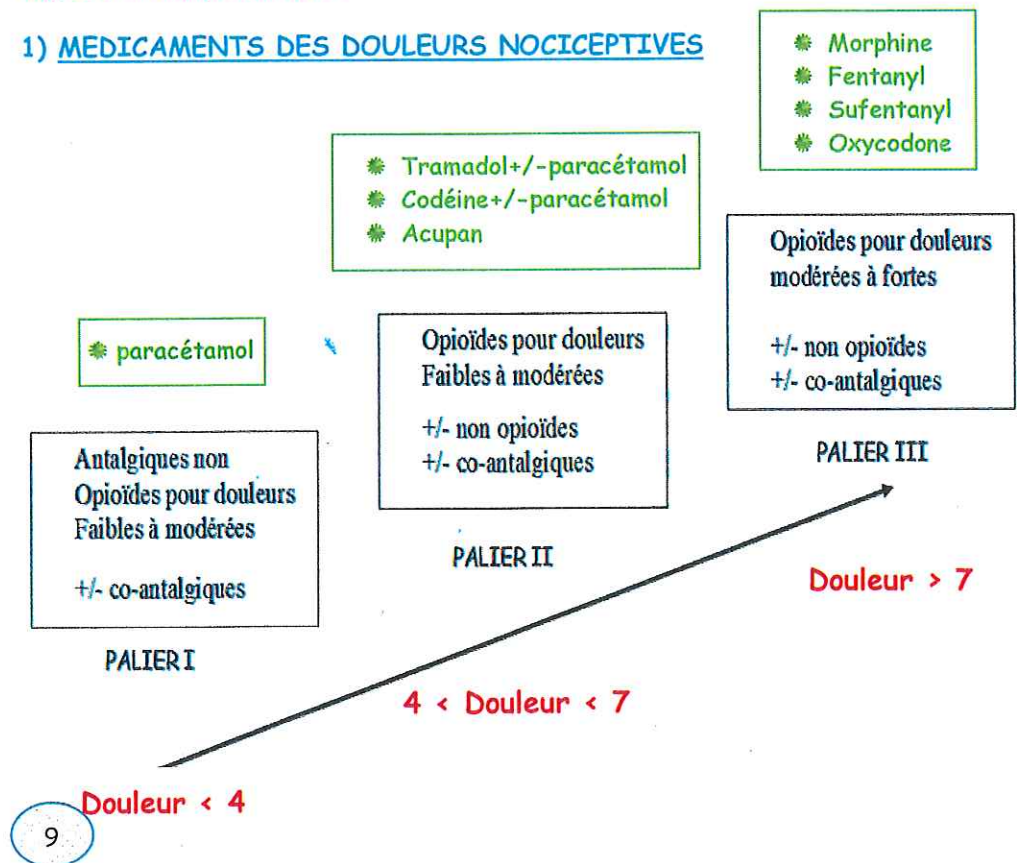 1) MEDICAMENTS DES DOULEURS NOCICEPTIVES
Morphine
Fentanyl
Sufentanyl
Oxycodone
Tramadol+/-paracétamol
Codéine+/-paracétamol
Acupan
Opioïdes pour douleurs
modérées à fortes
+/- non opioïdes
+/- co-antalgiques
PALIER III
paracétamol
Opioïdes pour douleurs
Faibles à modérées
+/- non opioïdes
+/- co-antalgiques
PALIER II
Antalgiques non
Opioïdes pour douleurs
Faibles à modérées
+/- co-antalgiques
PALIER I
Douleur > 7
4 < Douleur < 7
Douleur < 4
9